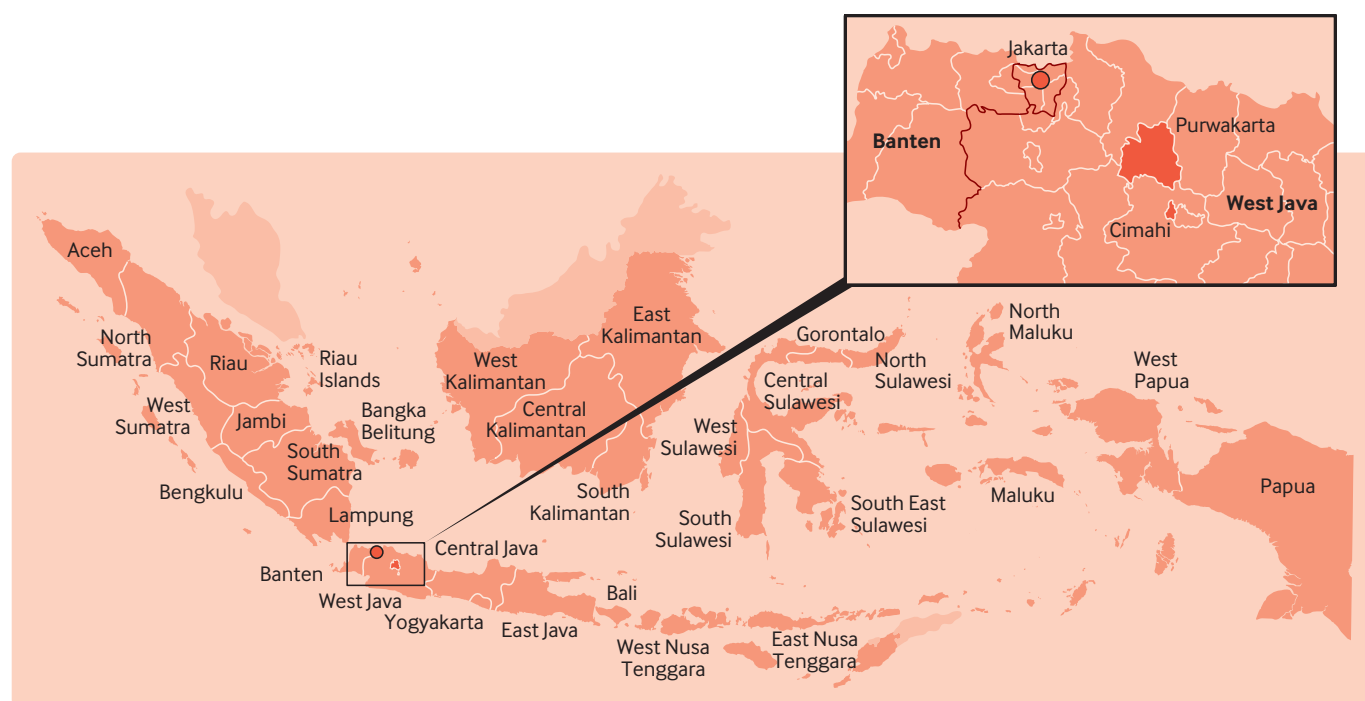 Jakarta
Purwakarta
Banten
West Java
Cimahi
Aceh
North
Sumatra
Riau
Riau
Islands
West
Sumatra
Jambi
Bangka
Belitung
South
Sumatra
Bengkulu
Lampung
West
Kalimantan
East
Kalimantan
Central
Kalimantan
South
Kalimantan
Gorontalo
North
Sulawesi
Central
Sulawesi
West
Sulawesi
South
Sulawesi
South East
Sulawesi
North
Maluku
West
Papua
Maluku
Papua
Banten
West Java
Central Java
Yogyakarta
East Java
Bali
West Nusa
Tenggara
East Nusa
Tenggara